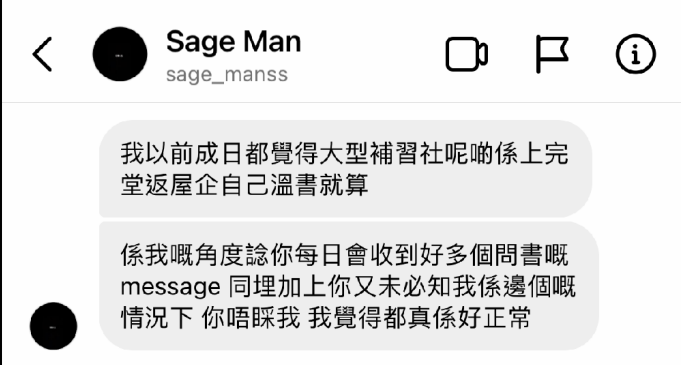 Sage Man
sage_manss
我以前成日都覺得大型補習社呢啲係上完
堂返屋企自己溫書就算
係我嘅角度諗你每日會收到好多個問書嘅
message 同埋加上你又未必知我係邊個嘅
情況下 你唔睬我 我覺得都真係好正常